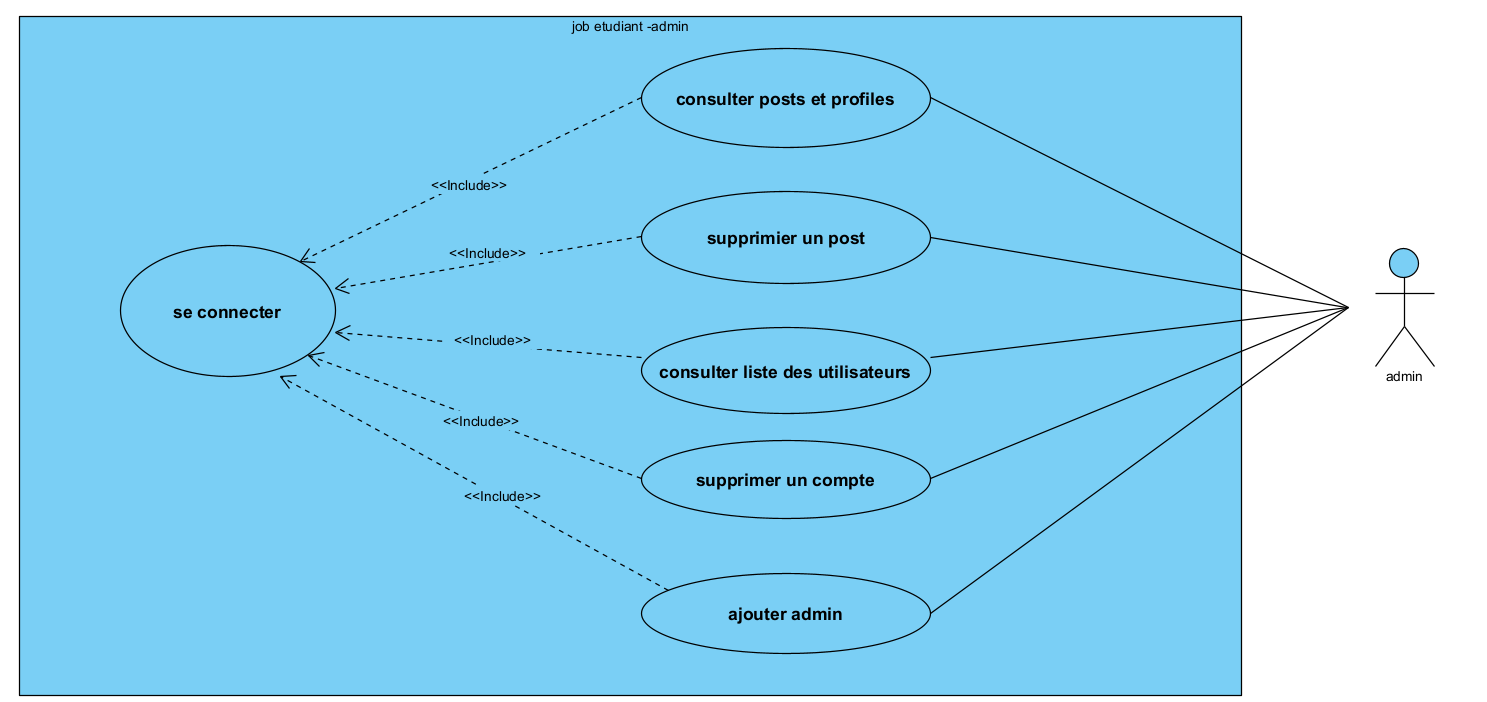 job etudiant -admin
consulter posts et profiles
<<Include>>
supprimier un post
<<Include>>
se connecter
<<Include>>
consulter liste des utilisateurs
admin
<<Include>>
supprimer un compte
<<Include>>
ajouter admin